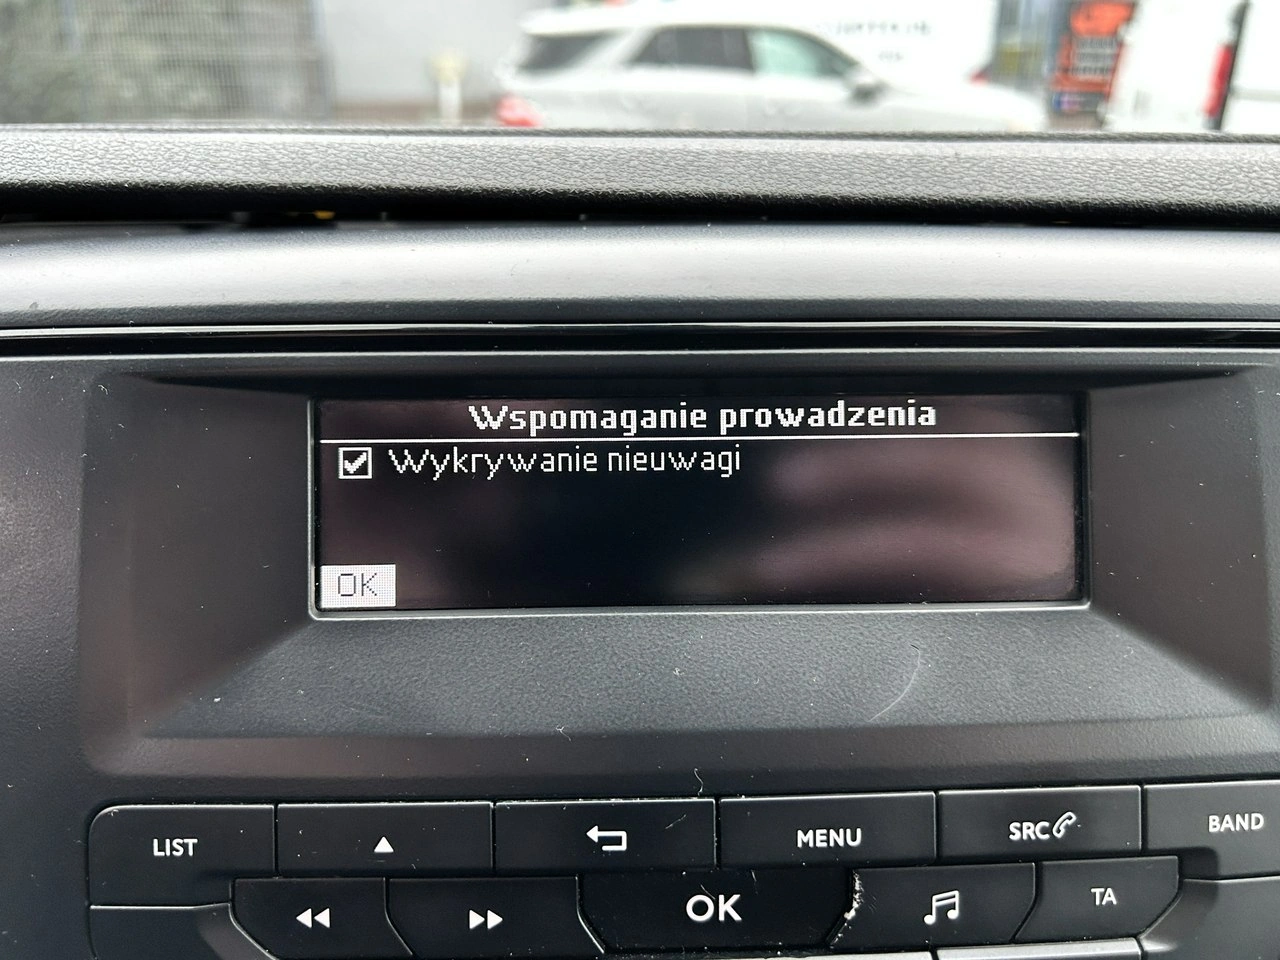 Wspomaganie prowadzenia
Wykrywanie nieuwagi
OK
LIST
MENU
SRC
BAND
OK
TA